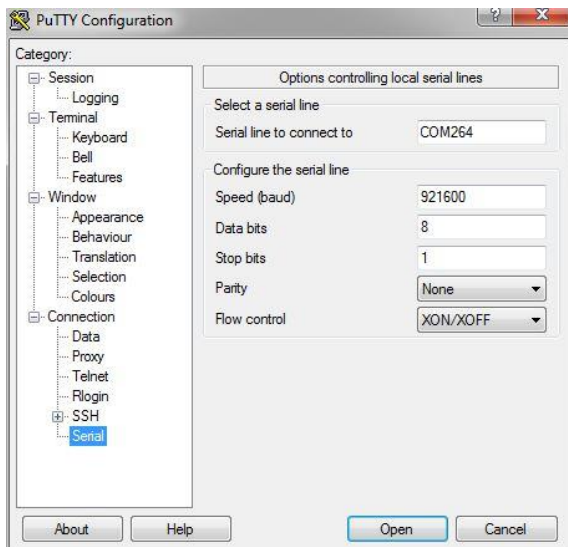 PuTTY Configuration
?
X
Category:
Session
Logging
Terminal
Keyboard
Bell
Features
Window
Appearance
Behaviour
Translation
Selection
Colours
Connection
Data
Proxy
Telnet
Rlogin
SSH
Serial
Options controlling local serial lines
Select a serial line
Serial line to connect to COM264
Configure the serial line
Speed (baud) 921600
Data bits 8
Stop bits 1
Parity None
Flow control XON/XOFF
About Help Open Cancel